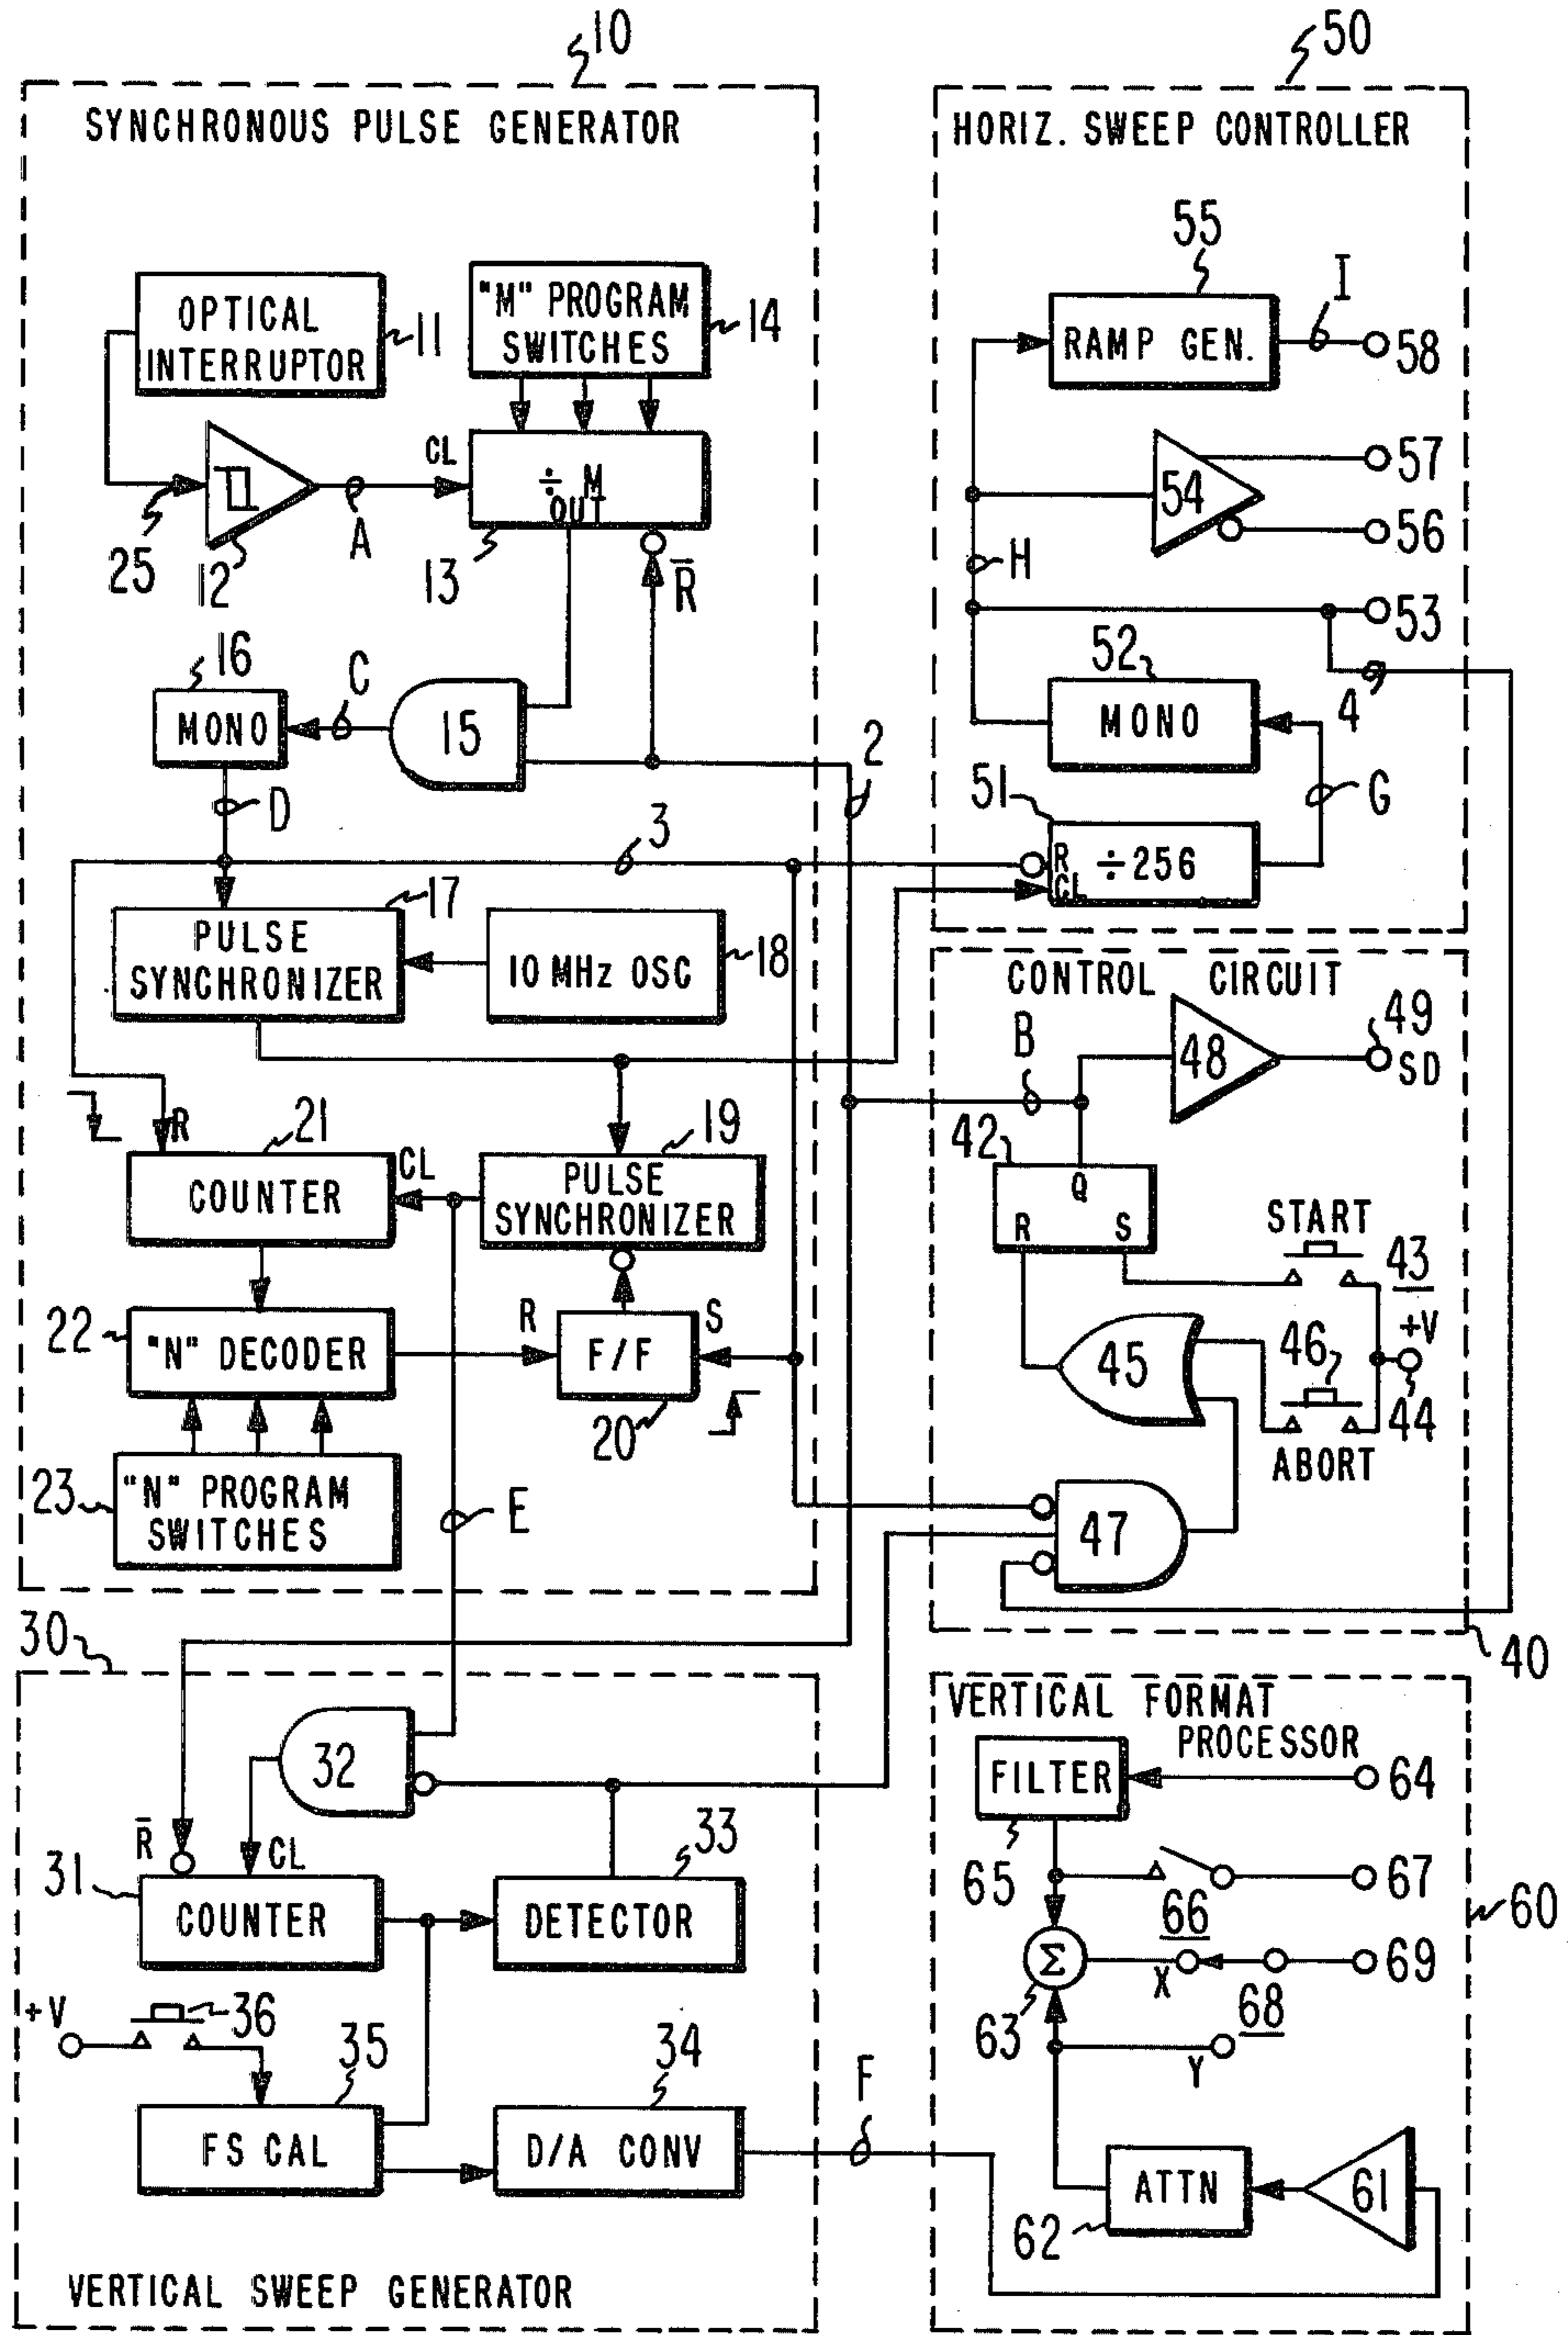 10
50
SYNCHRONOUS PULSE GENERATOR
OPTICAL
INTERRUPTOR
11
"M" PROGRAM
SWITCHES
14
25
12
A
CL
÷ M
OUT
13
R̄
16
MONO
C
15
2
D
3
17
PULSE
SYNCHRONIZER
10 MHz OSC
18
R
21
COUNTER
CL
19
PULSE
SYNCHRONIZER
22
"N" DECODER
R
F/F
S
20
23
"N" PROGRAM
SWITCHES
E
HORIZ. SWEEP CONTROLLER
55
RAMP GEN.
I
58
54
57
56
H
53
52
MONO
4
G
51
R
CL
÷256
CONTROL CIRCUIT
B
48
49
SD
42
Q
R
S
START
43
+V
45
46
44
ABORT
47
40
30
32
R̄
CL
31
COUNTER
33
DETECTOR
+V
36
35
FS CAL
34
D/A CONV
F
VERTICAL SWEEP GENERATOR
VERTICAL FORMAT
PROCESSOR
FILTER
64
65
67
66
60
Σ
X
69
63
68
Y
ATTN
61
62